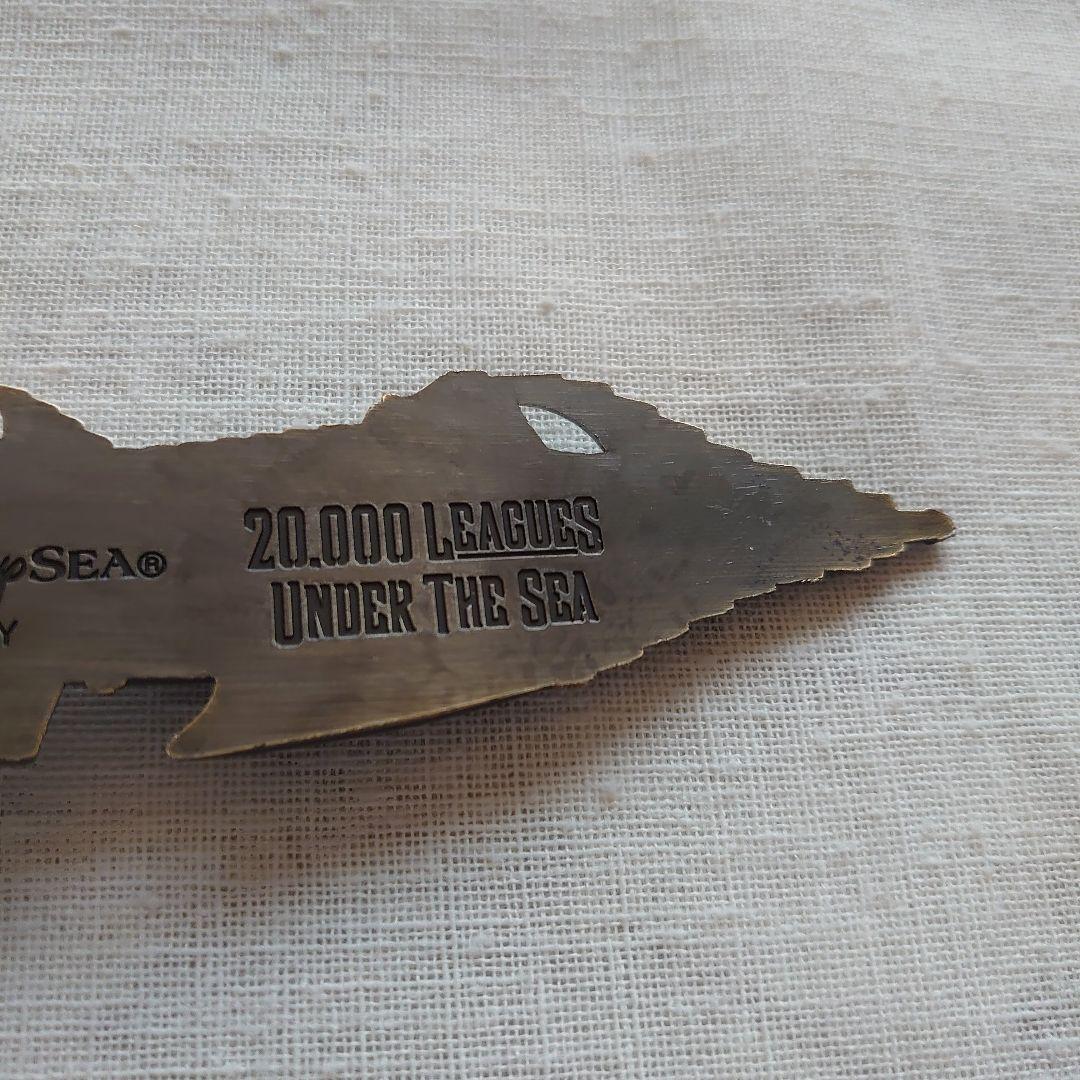 20.000 LEAGUES
UNDER THE SEA
SEA®
Y